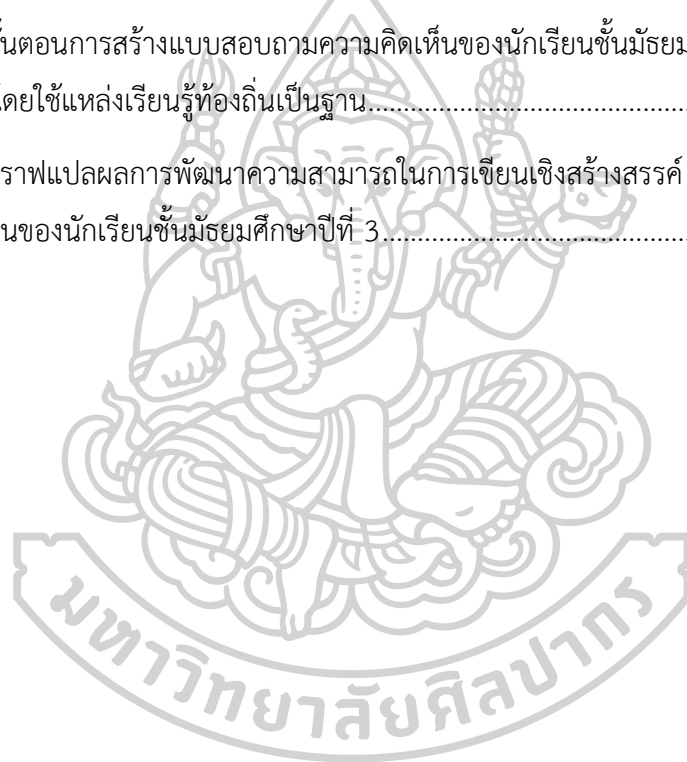 ั้นตอนการสร้างแบบสอบถามความคิดเห็นของนักเรียนชั้นมัธยม
โดยใช้แหล่งเรียนรู้ท้องถิ่นเป็นฐาน
ราฟแปลผลการพัฒนาความสามารถในการเขียนเชิงสร้างสรรค์
นของนักเรียนชั้นมัธยมศึกษาปีที่ 3
มหาวิทยาลัยศิลปากร